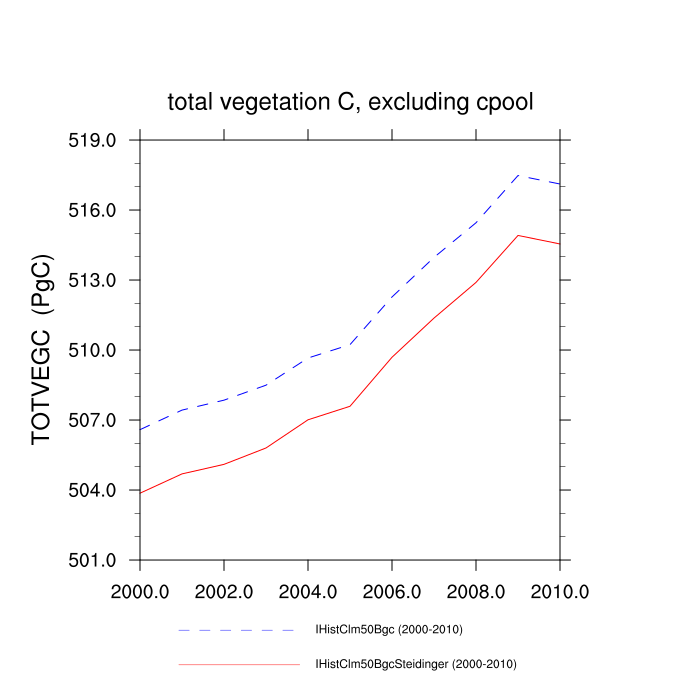 total vegetation C, excluding cpool
TOTVEGC (PgC)
519.0
516.0
513.0
510.0
507.0
504.0
501.0
2000.0 2002.0 2004.0 2006.0 2008.0 2010.0
IHistClm50Bgc (2000-2010)
IHistClm50BgcSteidinger (2000-2010)